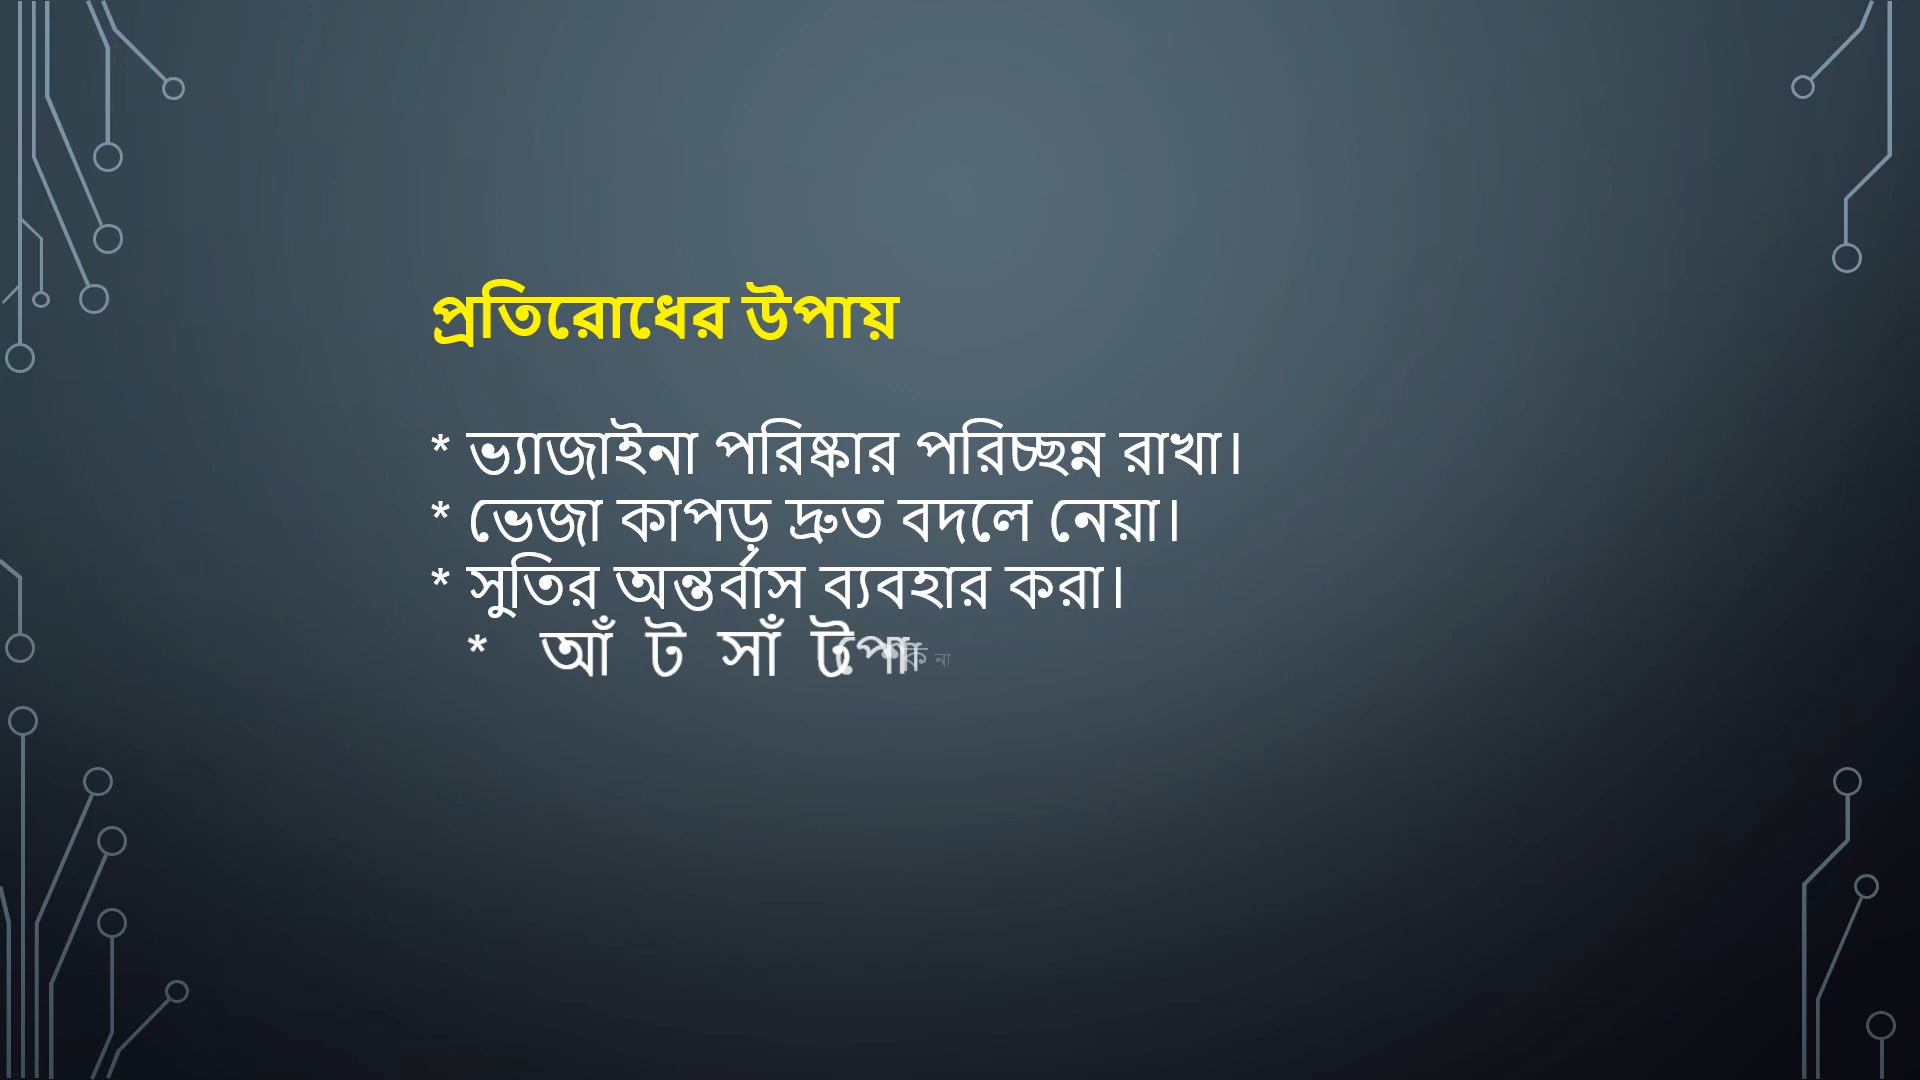 প্রতিরোধের উপায়
* ভ্যাজাইনা পরিষ্কার পরিচ্ছন্ন রাখা।
* ভেজা কাপড় দ্রুত বদলে নেয়া।
* সুতির অন্তর্বাস ব্যবহার করা।
* আঁট সাঁট